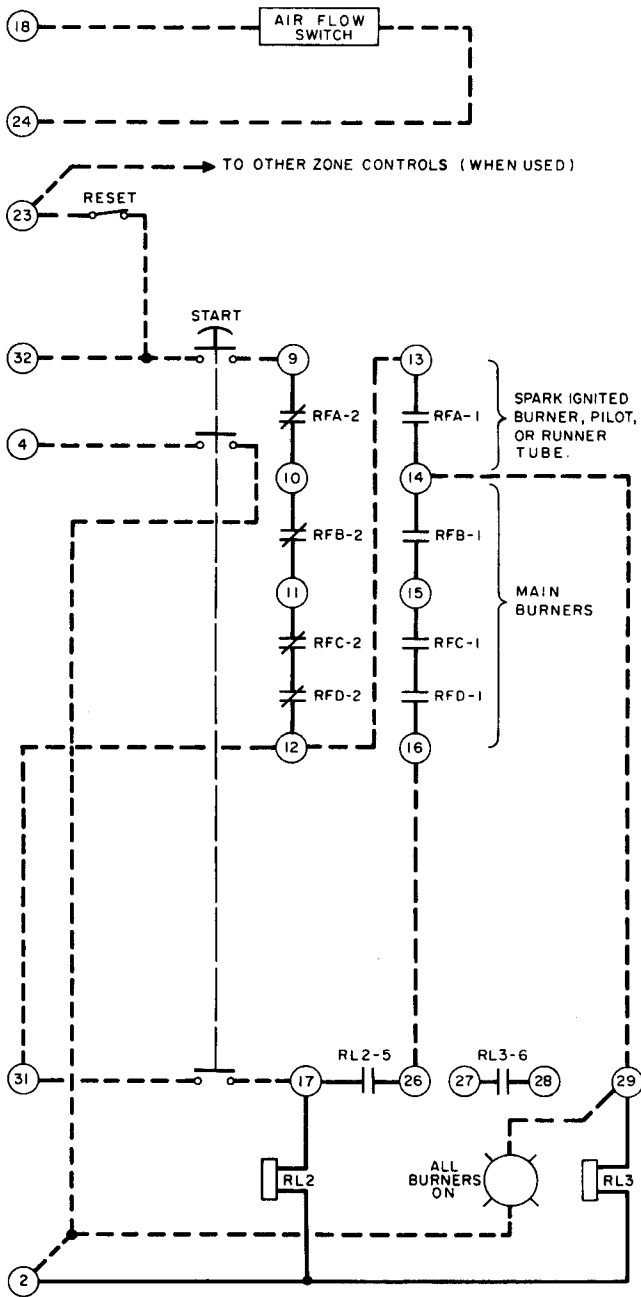 18
AIR FLOW
SWITCH
24
TO OTHER ZONE CONTROLS (WHEN USED)
23
RESET
START
32
9
13
RFA-2
RFA-1
SPARK IGNITED
BURNER, PILOT,
OR RUNNER
TUBE.
4
10
14
RFB-2
RFB-1
11
15
MAIN
BURNERS
RFC-2
RFC-1
RFD-2
RFD-1
12
16
RL2-5
RL3-6
31
17
26
27
28
29
RL2
ALL
BURNERS
ON
RL3
2